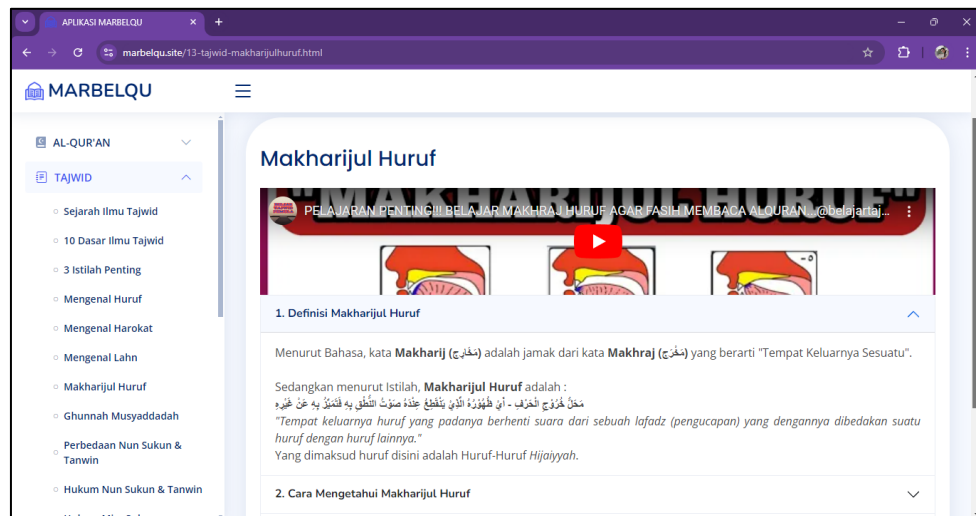 APLIKASI MARBELQU
marbelqu.site/13-tajwid-makharijulhuruf.html
MARBELQU
AL-QUR'AN
TAJWID
Sejarah Ilmu Tajwid
10 Dasar Ilmu Tajwid
3 Istilah Penting
Mengenal Huruf
Mengenal Harokat
Mengenal Lahn
Makharijul Huruf
Ghunnah Musyaddadah
Perbedaan Nun Sukun &
Tanwin
Hukum Nun Sukun & Tanwin
Makharijul Huruf
"MAKHARIJUL HURUF"
PELAJARAN PENTING!!! BELAJAR MAKHRAJ HURUF AGAR FASIH MEMBACA ALQURAN...@belajartaj...
1. Definisi Makharijul Huruf
Menurut Bahasa, kata Makharij (مَخَارِج) adalah jamak dari kata Makhraj (مَخْرَج) yang berarti "Tempat Keluarnya Sesuatu".
Sedangkan menurut Istilah, Makharijul Huruf adalah :
مَحَلُّ خُرُوْجِ الْحَرْفِ - أَيْ ظُهُوْرُهُ الَّذِيْ يَنْقَطِعُ عِنْدَهُ صَوْتُ النُّطْقِ بِهِ فَتَمَيَّزُ بِهِ عَنْ غَيْرِهِ
"Tempat keluarnya huruf yang padanya berhenti suara dari sebuah lafadz (pengucapan) yang dengannya dibedakan suatu
huruf dengan huruf lainnya."
Yang dimaksud huruf disini adalah Huruf-Huruf Hijaiyyah.
2. Cara Mengetahui Makharijul Huruf